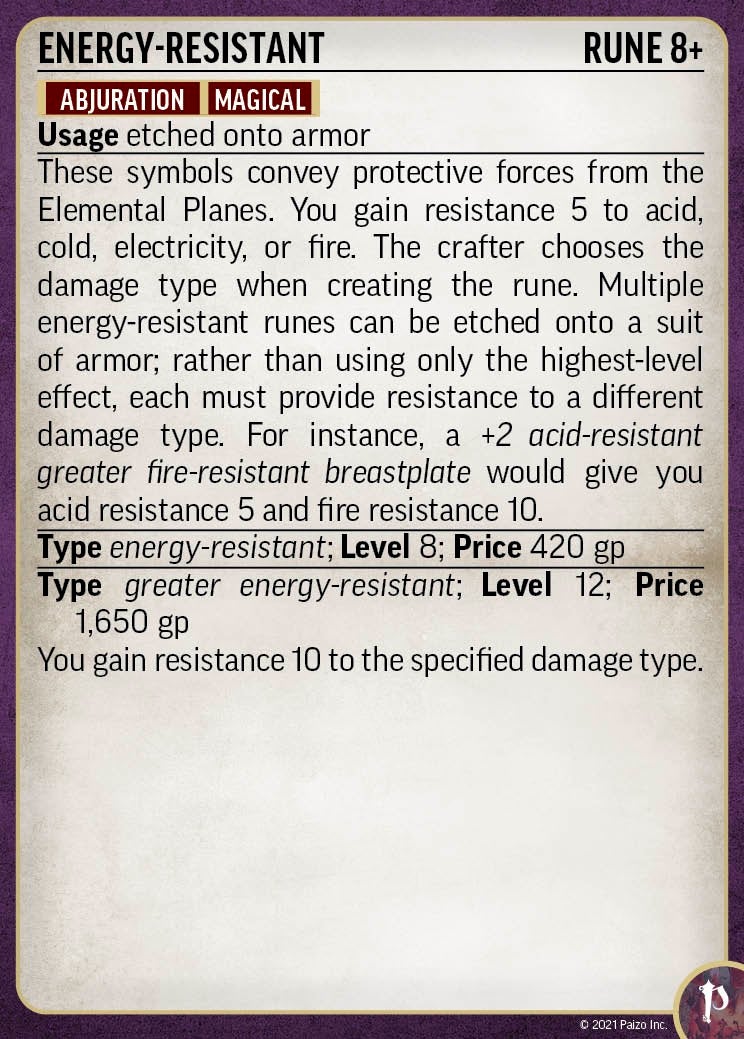 ENERGY-RESISTANT RUNE 8+
ABJURATION MAGICAL
Usage etched onto armor
These symbols convey protective forces from the
Elemental Planes. You gain resistance 5 to acid,
cold, electricity, or fire. The crafter chooses the
damage type when creating the rune. Multiple
energy-resistant runes can be etched onto a suit
of armor; rather than using only the highest-level
effect, each must provide resistance to a different
damage type. For instance, a +2 acid-resistant
greater fire-resistant breastplate would give you
acid resistance 5 and fire resistance 10.
Type energy-resistant; Level 8; Price 420 gp
Type greater energy-resistant; Level 12; Price
1,650 gp
You gain resistance 10 to the specified damage type.
© 2021 Paizo Inc.
p